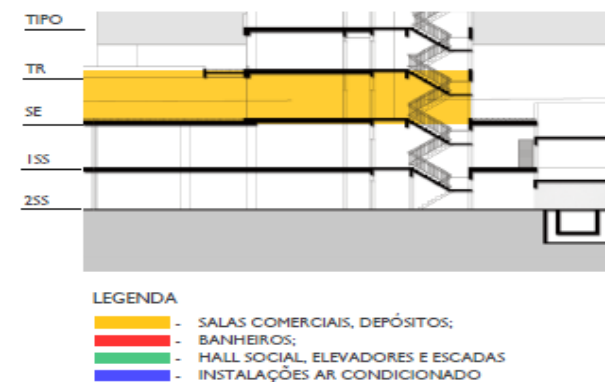 TIPO
TR
SE
1SS
2SS
LEGENDA
- SALAS COMERCIAIS, DEPÓSITOS;
- BANHEIROS;
- HALL SOCIAL, ELEVADORES E ESCADAS
- INSTALAÇÕES AR CONDICIONADO